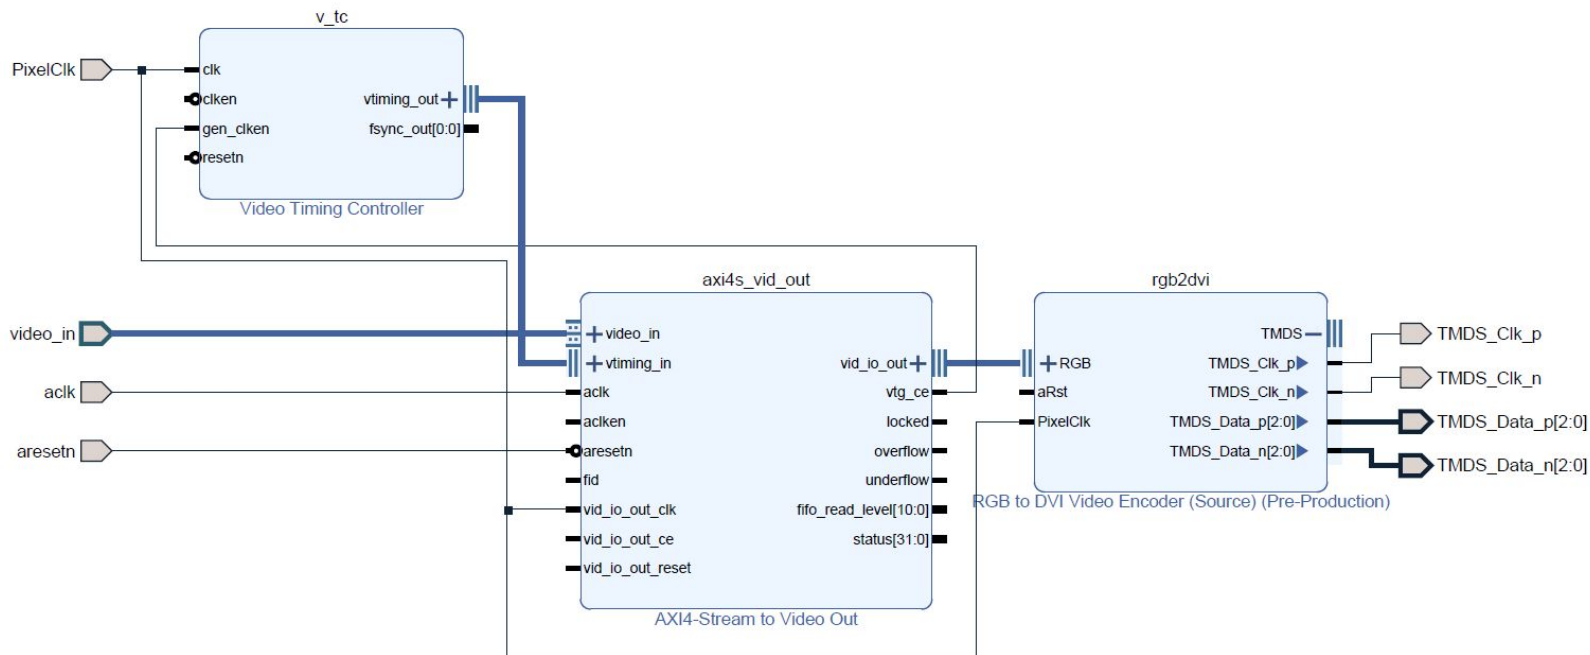 v_tc
PixelClk
clk
clken
gen_clken
resetn
vtiming_out
fsync_out[0:0]
Video Timing Controller
video_in
aclk
aresetn
axi4s_vid_out
video_in
vtiming_in
aclk
aclken
aresetn
fid
vid_io_out_clk
vid_io_out_ce
vid_io_out_reset
vid_io_out
vtg_ce
locked
overflow
underflow
fifo_read_level[10:0]
status[31:0]
AXI4-Stream to Video Out
rgb2dvi
RGB
aRst
PixelClk
TMDS
TMDS_Clk_p
TMDS_Clk_n
TMDS_Data_p[2:0]
TMDS_Data_n[2:0]
RGB to DVI Video Encoder (Source) (Pre-Production)
TMDS_Clk_p
TMDS_Clk_n
TMDS_Data_p[2:0]
TMDS_Data_n[2:0]